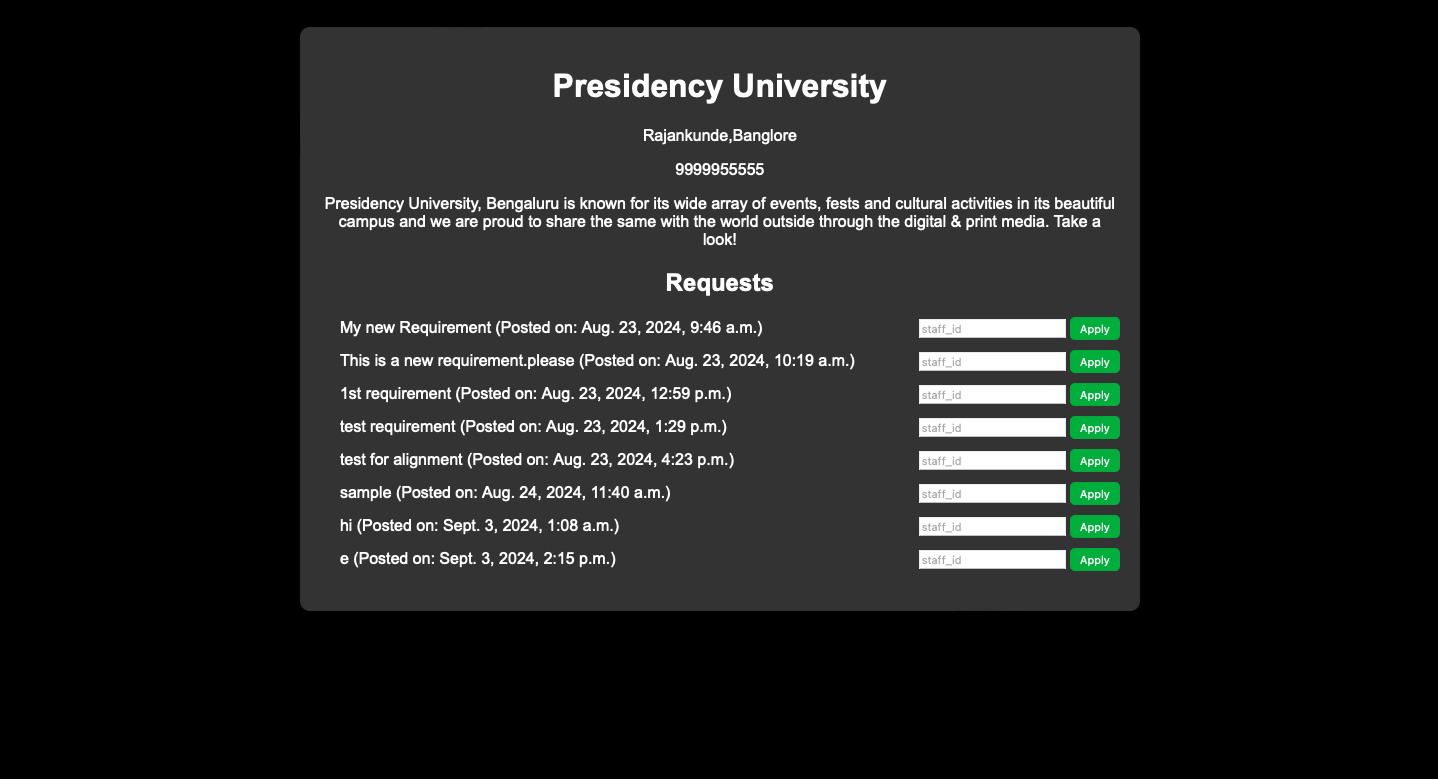 Presidency University
Rajankunde,Banglore
9999955555
Presidency University, Bengaluru is known for its wide array of events, fests and cultural activities in its beautiful
campus and we are proud to share the same with the world outside through the digital & print media. Take a
look!
Requests
My new Requirement (Posted on: Aug. 23, 2024, 9:46 a.m.) staff_id Apply
This is a new requirement.please (Posted on: Aug. 23, 2024, 10:19 a.m.) staff_id Apply
1st requirement (Posted on: Aug. 23, 2024, 12:59 p.m.) staff_id Apply
test requirement (Posted on: Aug. 23, 2024, 1:29 p.m.) staff_id Apply
test for alignment (Posted on: Aug. 23, 2024, 4:23 p.m.) staff_id Apply
sample (Posted on: Aug. 24, 2024, 11:40 a.m.) staff_id Apply
hi (Posted on: Sept. 3, 2024, 1:08 a.m.) staff_id Apply
e (Posted on: Sept. 3, 2024, 2:15 p.m.) staff_id Apply